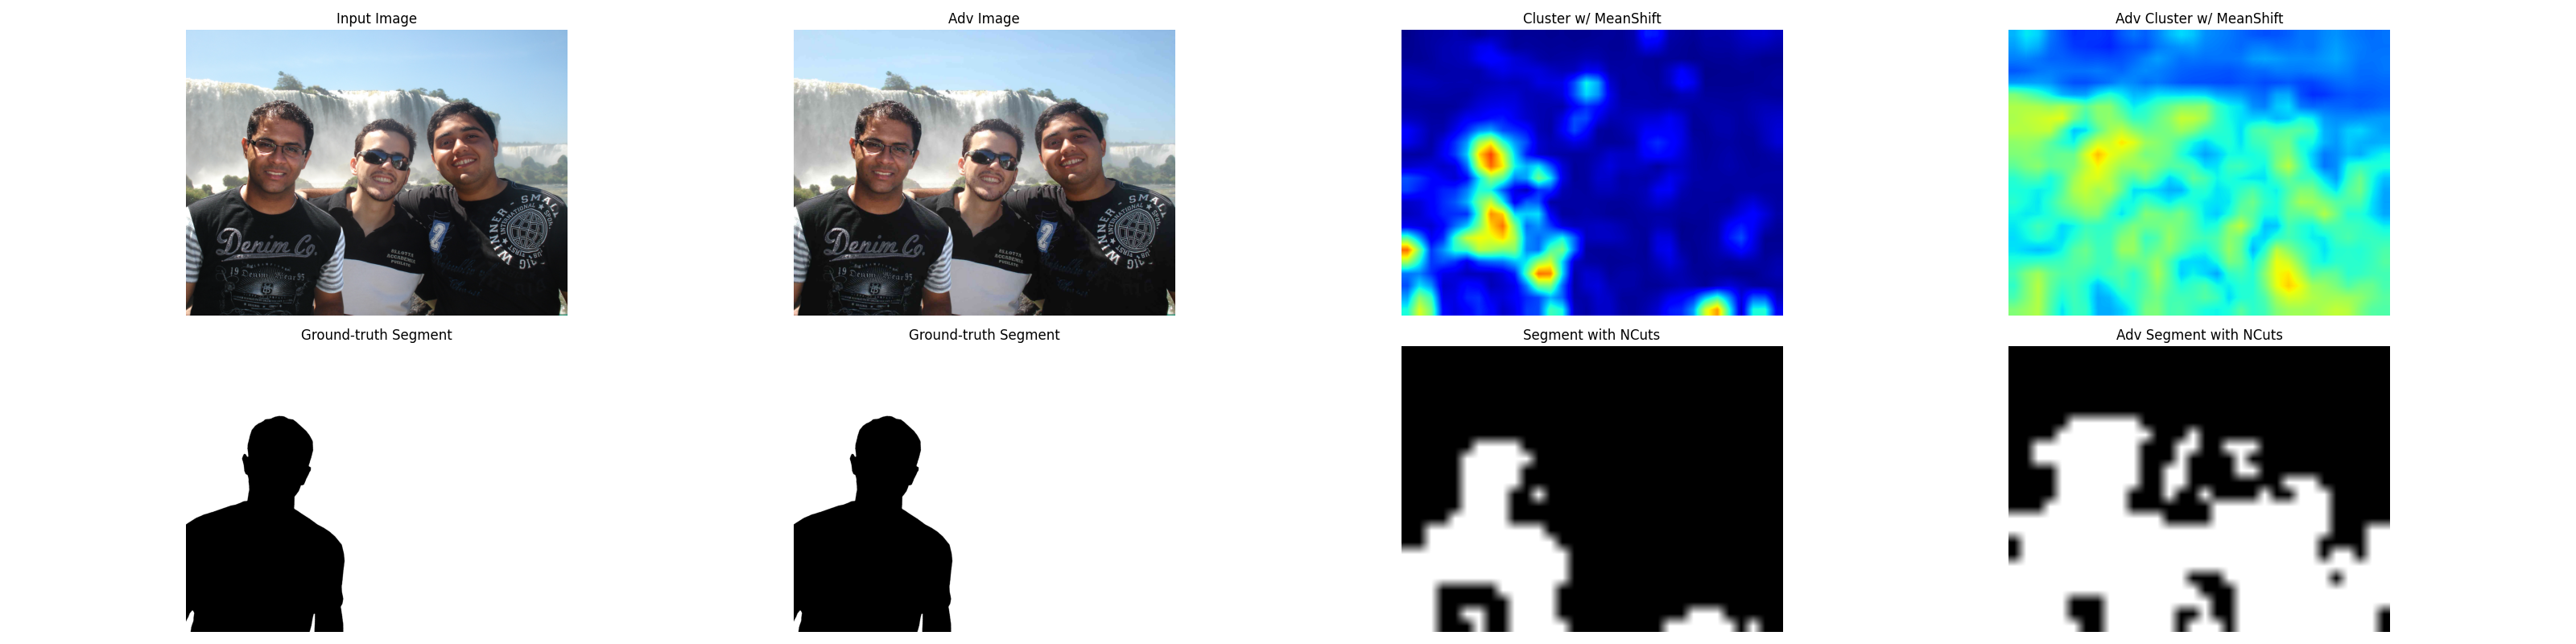 Input Image
Adv Image
Cluster w/ MeanShift
Adv Cluster w/ MeanShift
Denim Co.
19 Denim Wear 95
WINNER - SMALL
INTERNATIONAL
Denim Co.
19 Denim Wear 95
WINNER - SMALL
INTERNATIONAL
Ground-truth Segment
Ground-truth Segment
Segment with NCuts
Adv Segment with NCuts